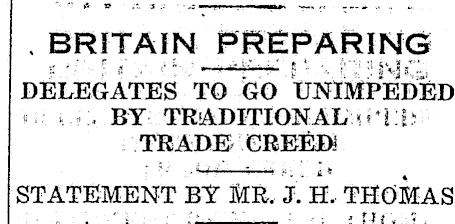 BRITAIN PREPARING
DELEGATES TO GO UNIMPEDED
BY TRADITIONAL
TRADE CREED
STATEMENT BY MR. J. H. THOMAS